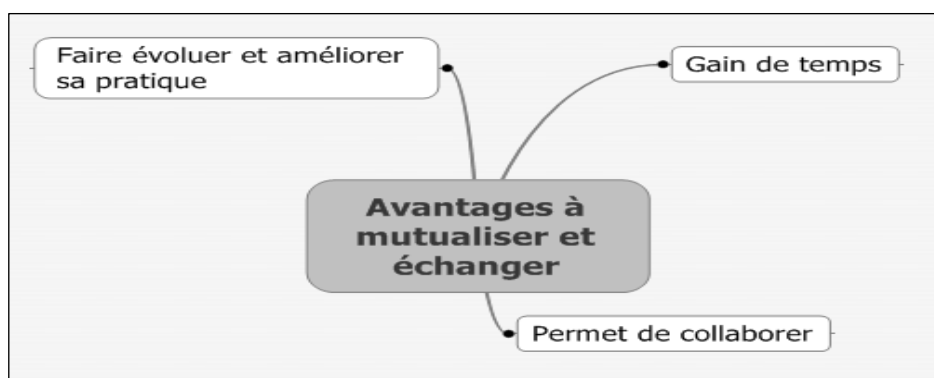 Faire évoluer et améliorer
sa pratique
Gain de temps
Avantages à
mutualiser et
échanger
Permet de collaborer